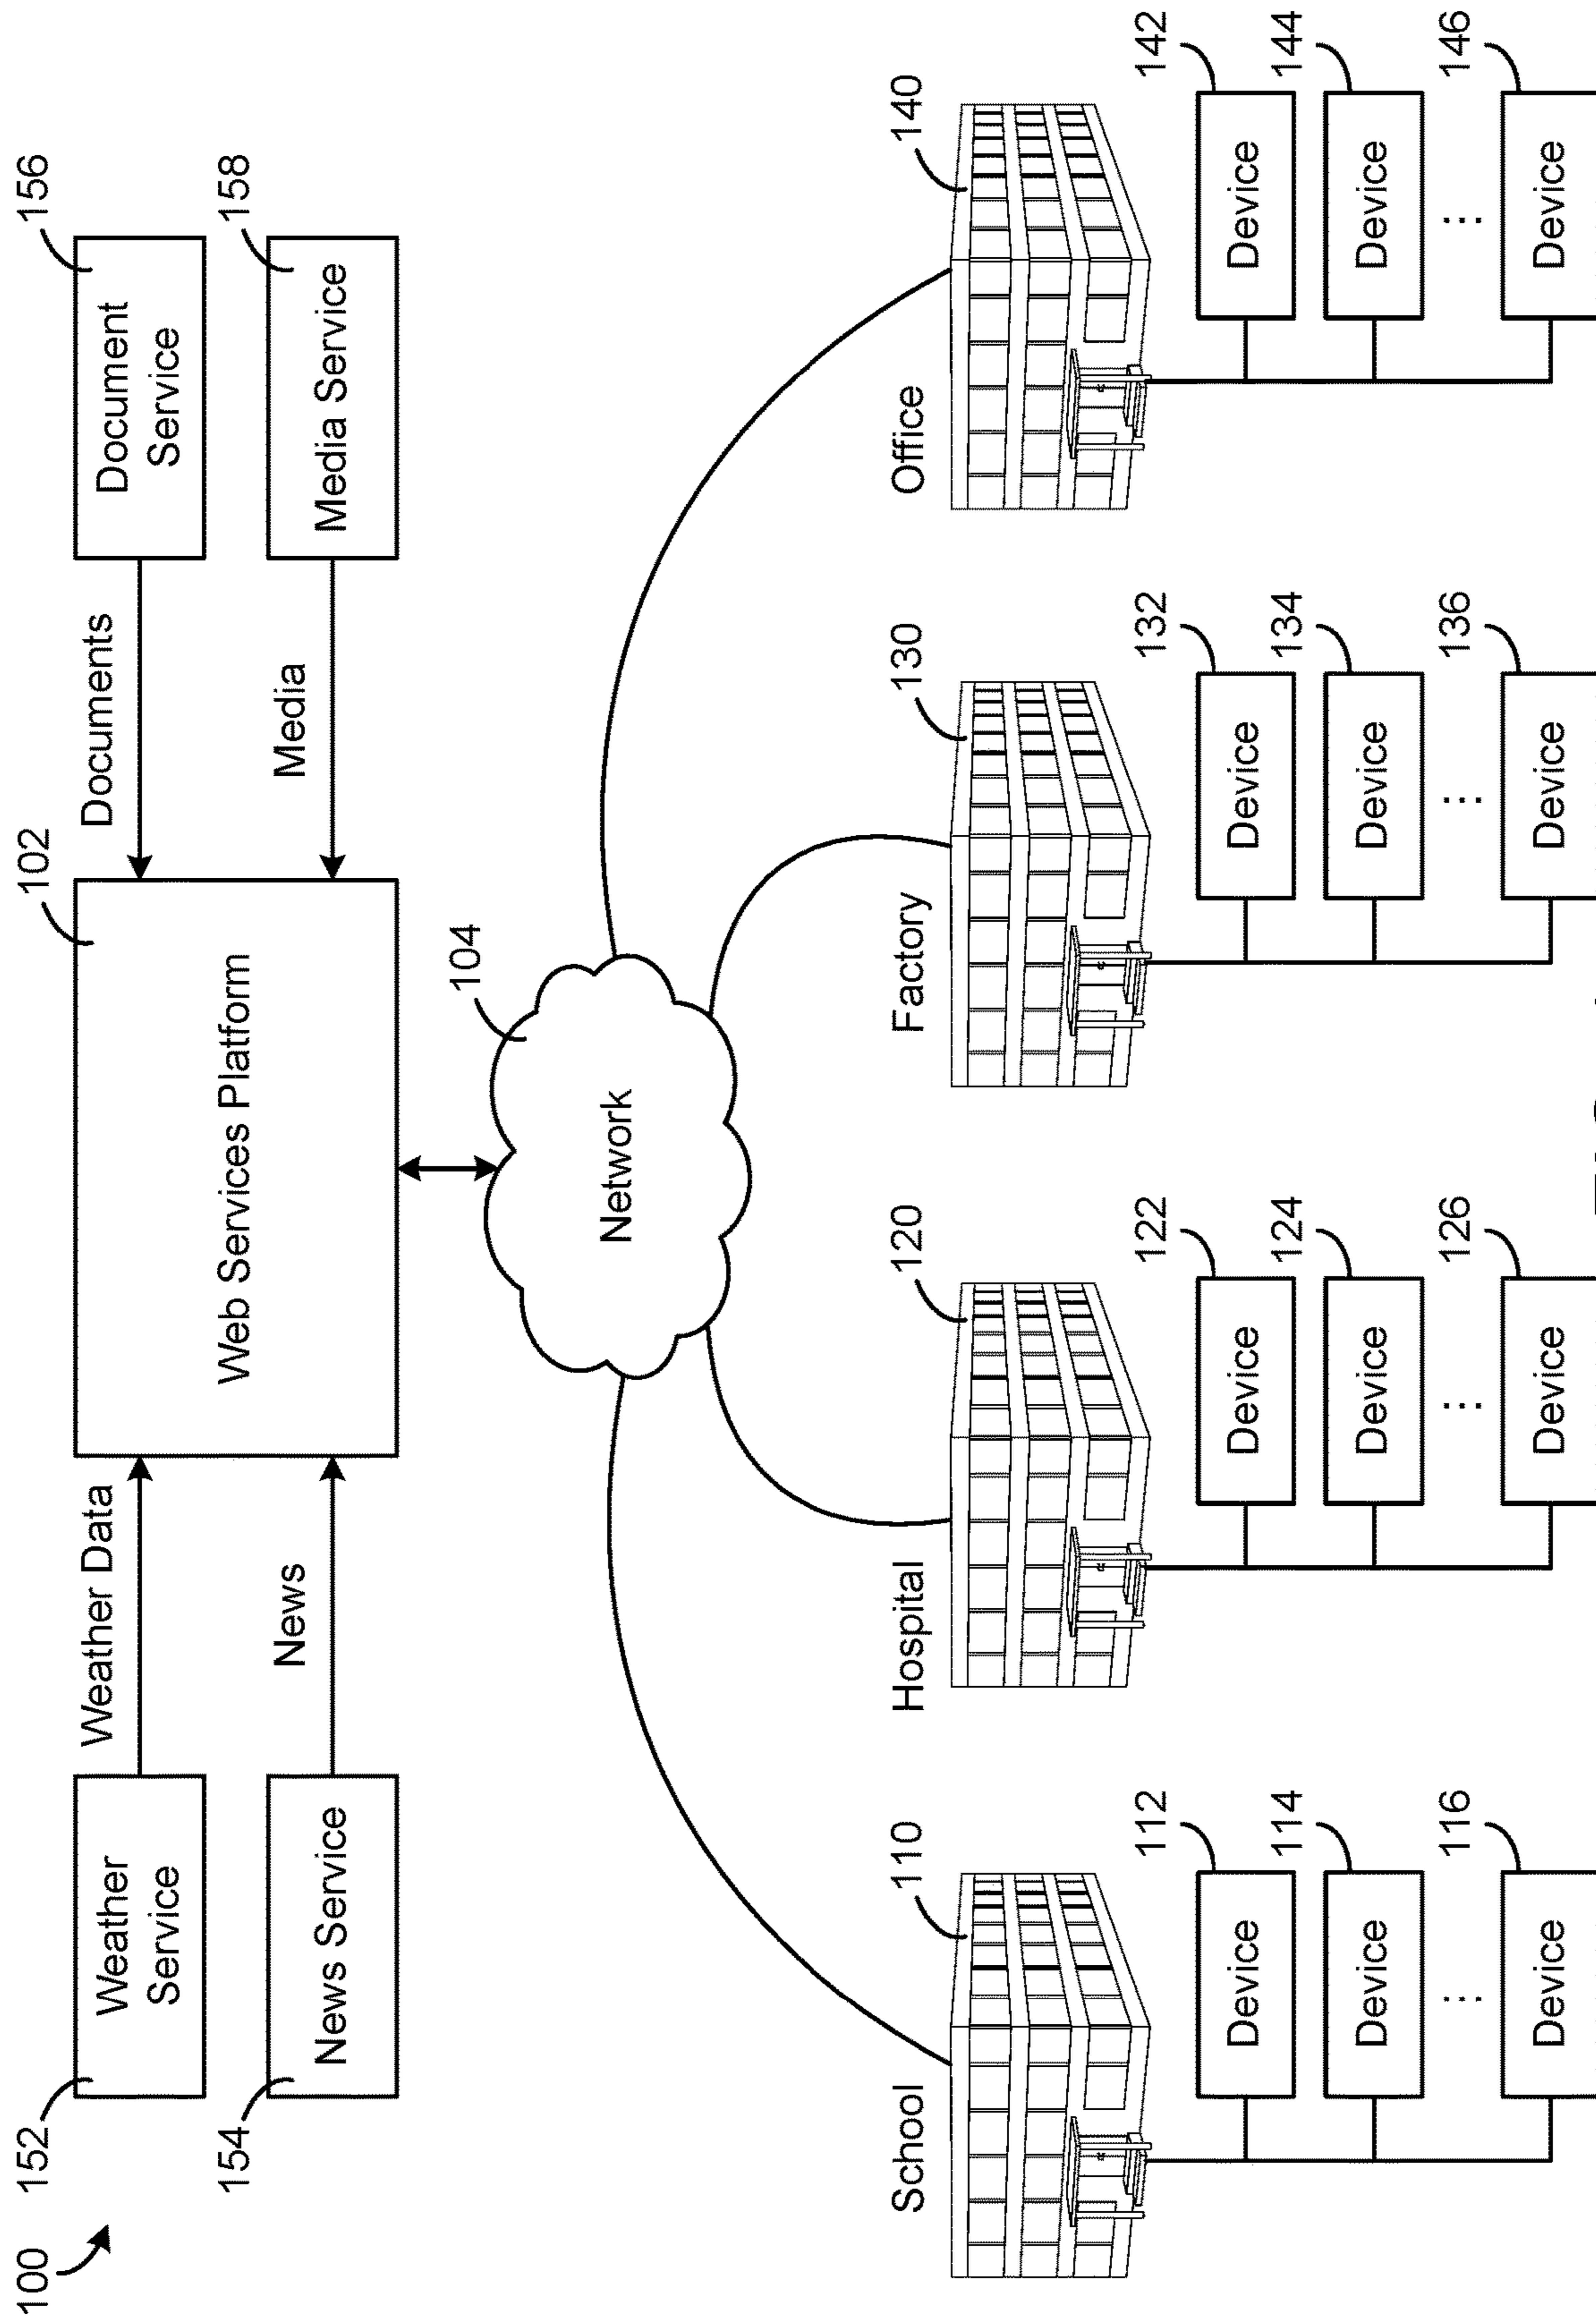 100
152
Weather
Service
Weather Data
154
News Service
News
102
Web Services Platform
Documents
Document
Service
156
Media
Media Service
158
104
Network
School
110
Hospital
120
Factory
130
Office
140
Device
112
Device
114
...
Device
116
Device
122
Device
124
...
Device
126
Device
132
Device
134
...
Device
136
Device
142
Device
144
...
Device
146